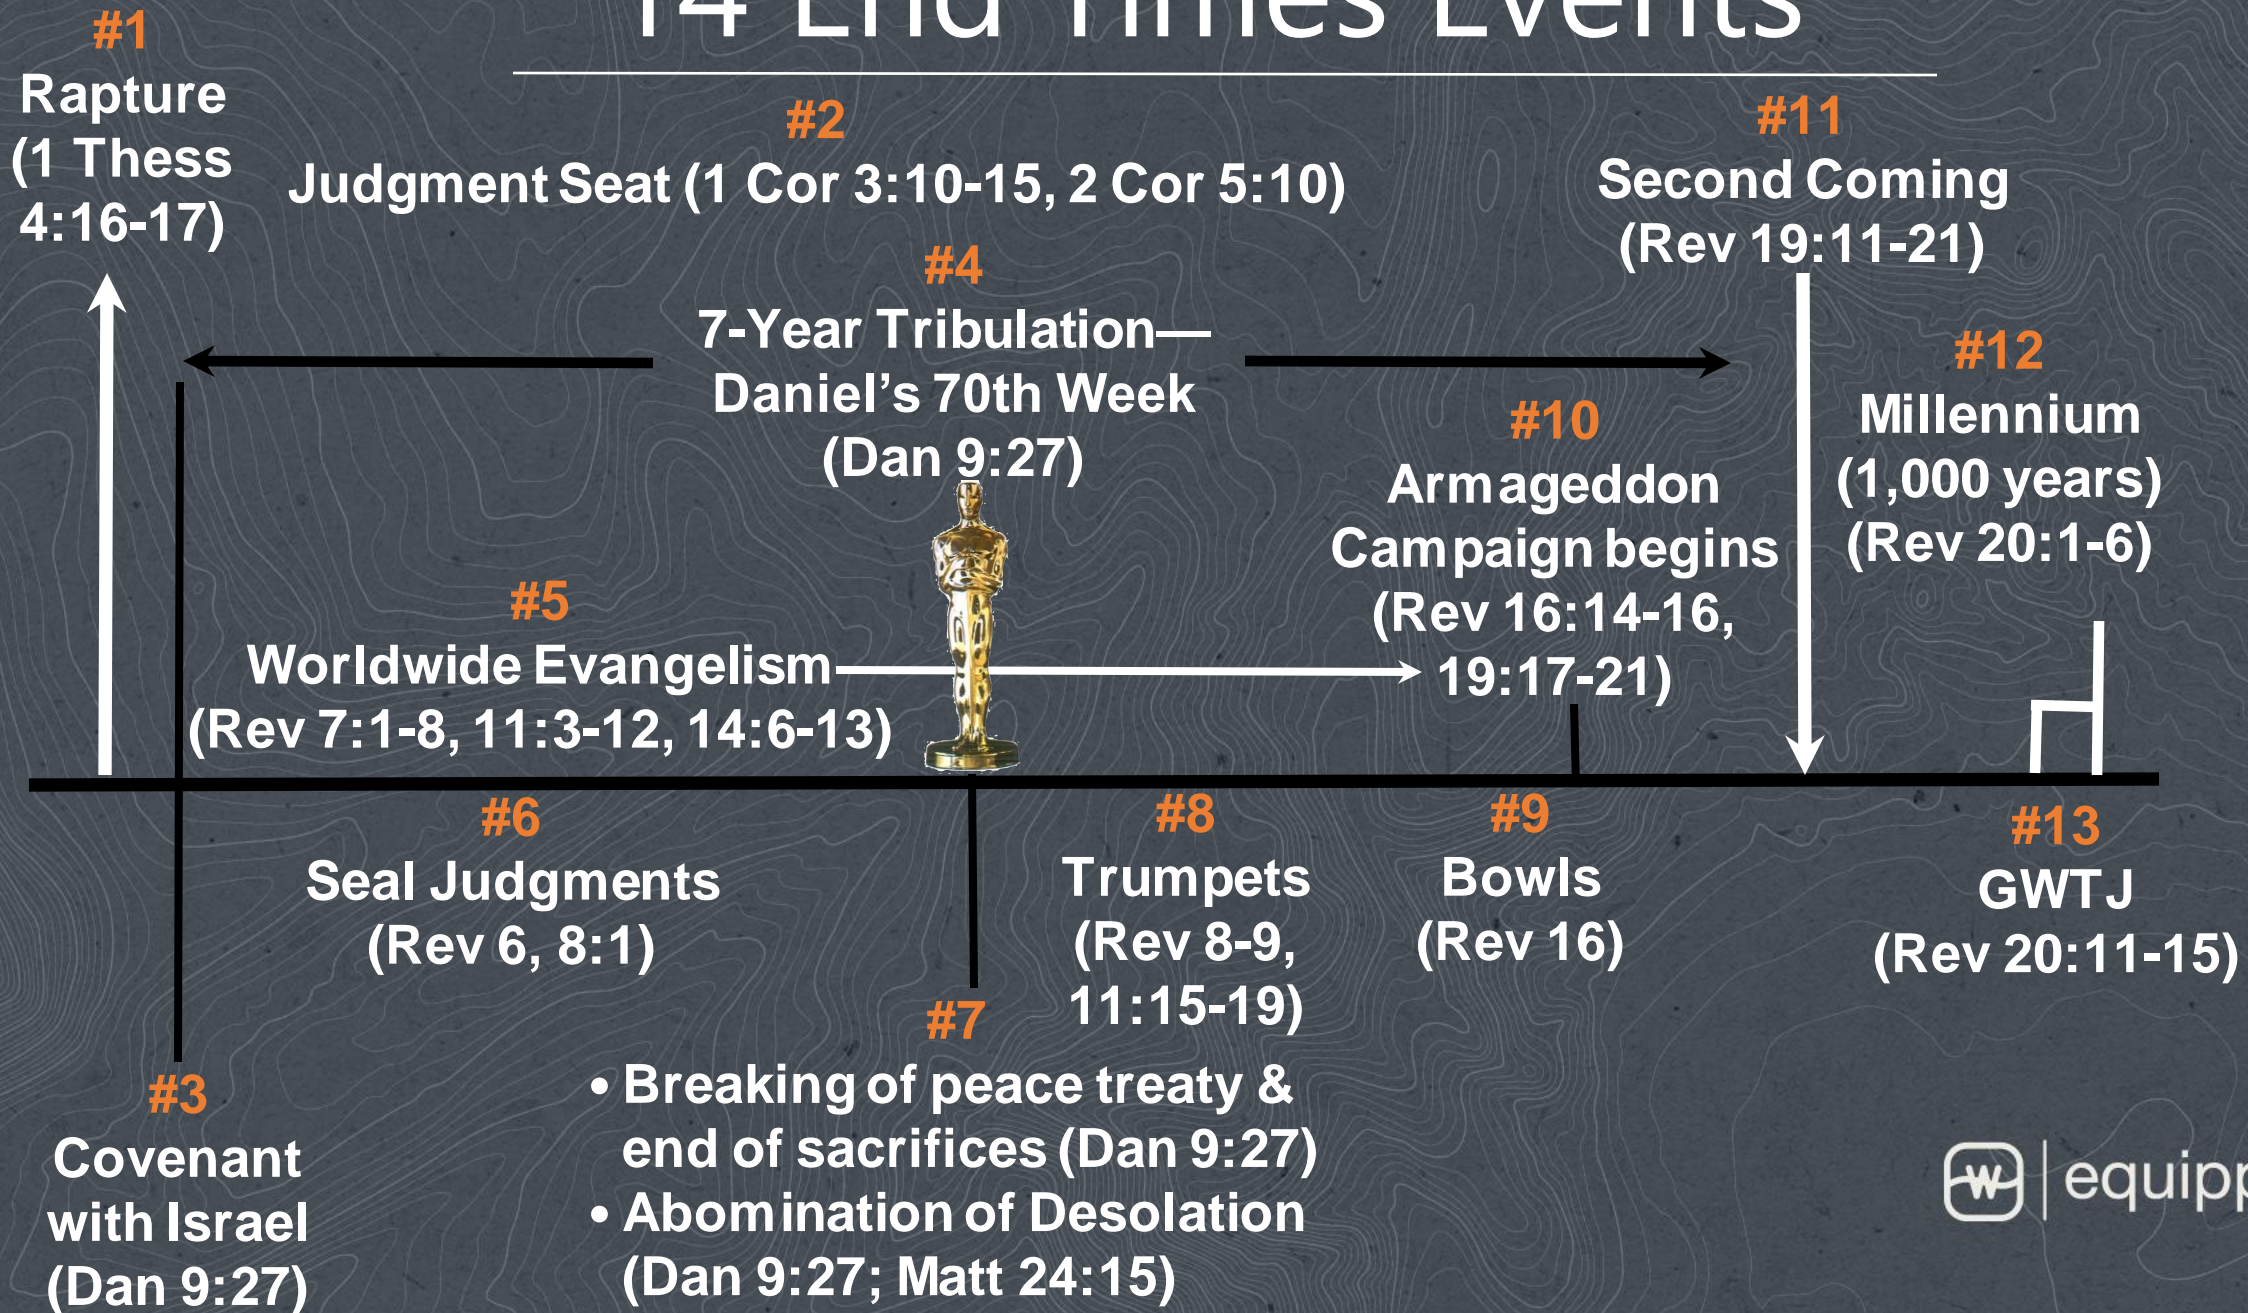 14 End Times Events
#1
Rapture
(1 Thess
4:16-17)
#2
Judgment Seat (1 Cor 3:10-15, 2 Cor 5:10)
#11
Second Coming
(Rev 19:11-21)
#4
7-Year Tribulation—
Daniel’s 70th Week
(Dan 9:27)
#12
Millennium
(1,000 years)
(Rev 20:1-6)
#10
Armageddon
Campaign begins
(Rev 16:14-16,
19:17-21)
#5
Worldwide Evangelism
(Rev 7:1-8, 11:3-12, 14:6-13)
#6
Seal Judgments
(Rev 6, 8:1)
#8
Trumpets
(Rev 8-9,
11:15-19)
#9
Bowls
(Rev 16)
#13
GWTJ
(Rev 20:11-15)
#7
• Breaking of peace treaty &
end of sacrifices (Dan 9:27)
• Abomination of Desolation
(Dan 9:27; Matt 24:15)
#3
Covenant
with Israel
(Dan 9:27)
W
equipp